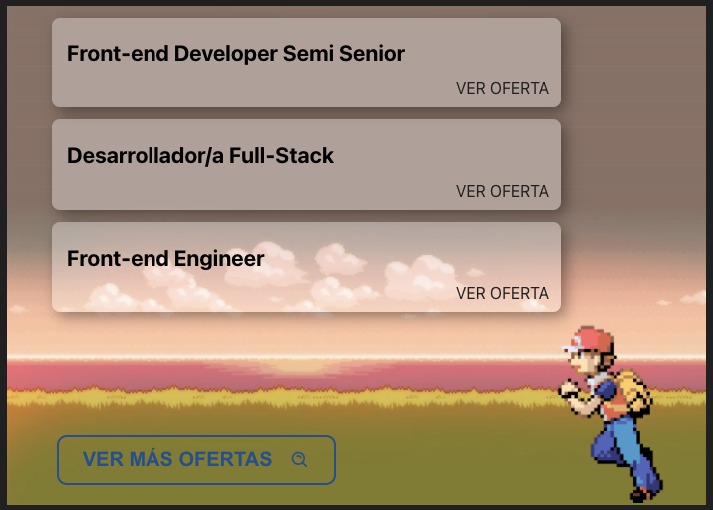 Front-end Developer Semi Senior
VER OFERTA
Desarrollador/a Full-Stack
VER OFERTA
Front-end Engineer
VER OFERTA
VER MÁS OFERTAS